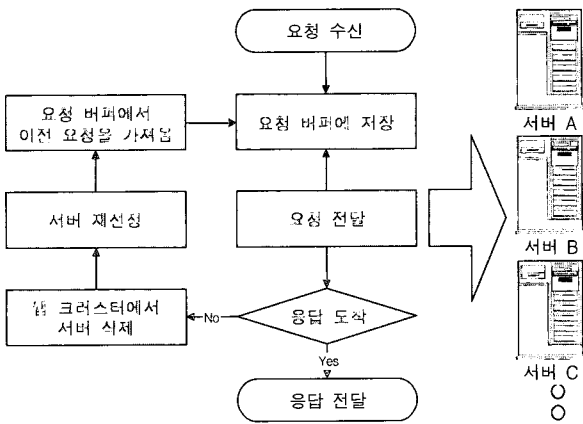 요청 수신
요청 버퍼에서
이전 요청을 가져옴
요청 버퍼에 저장
서버 A
서버 재선정
요청 전달
서버 B
웹 크러스터에서
서버 삭제
No
응답 도착
Yes
서버 C
응답 전달